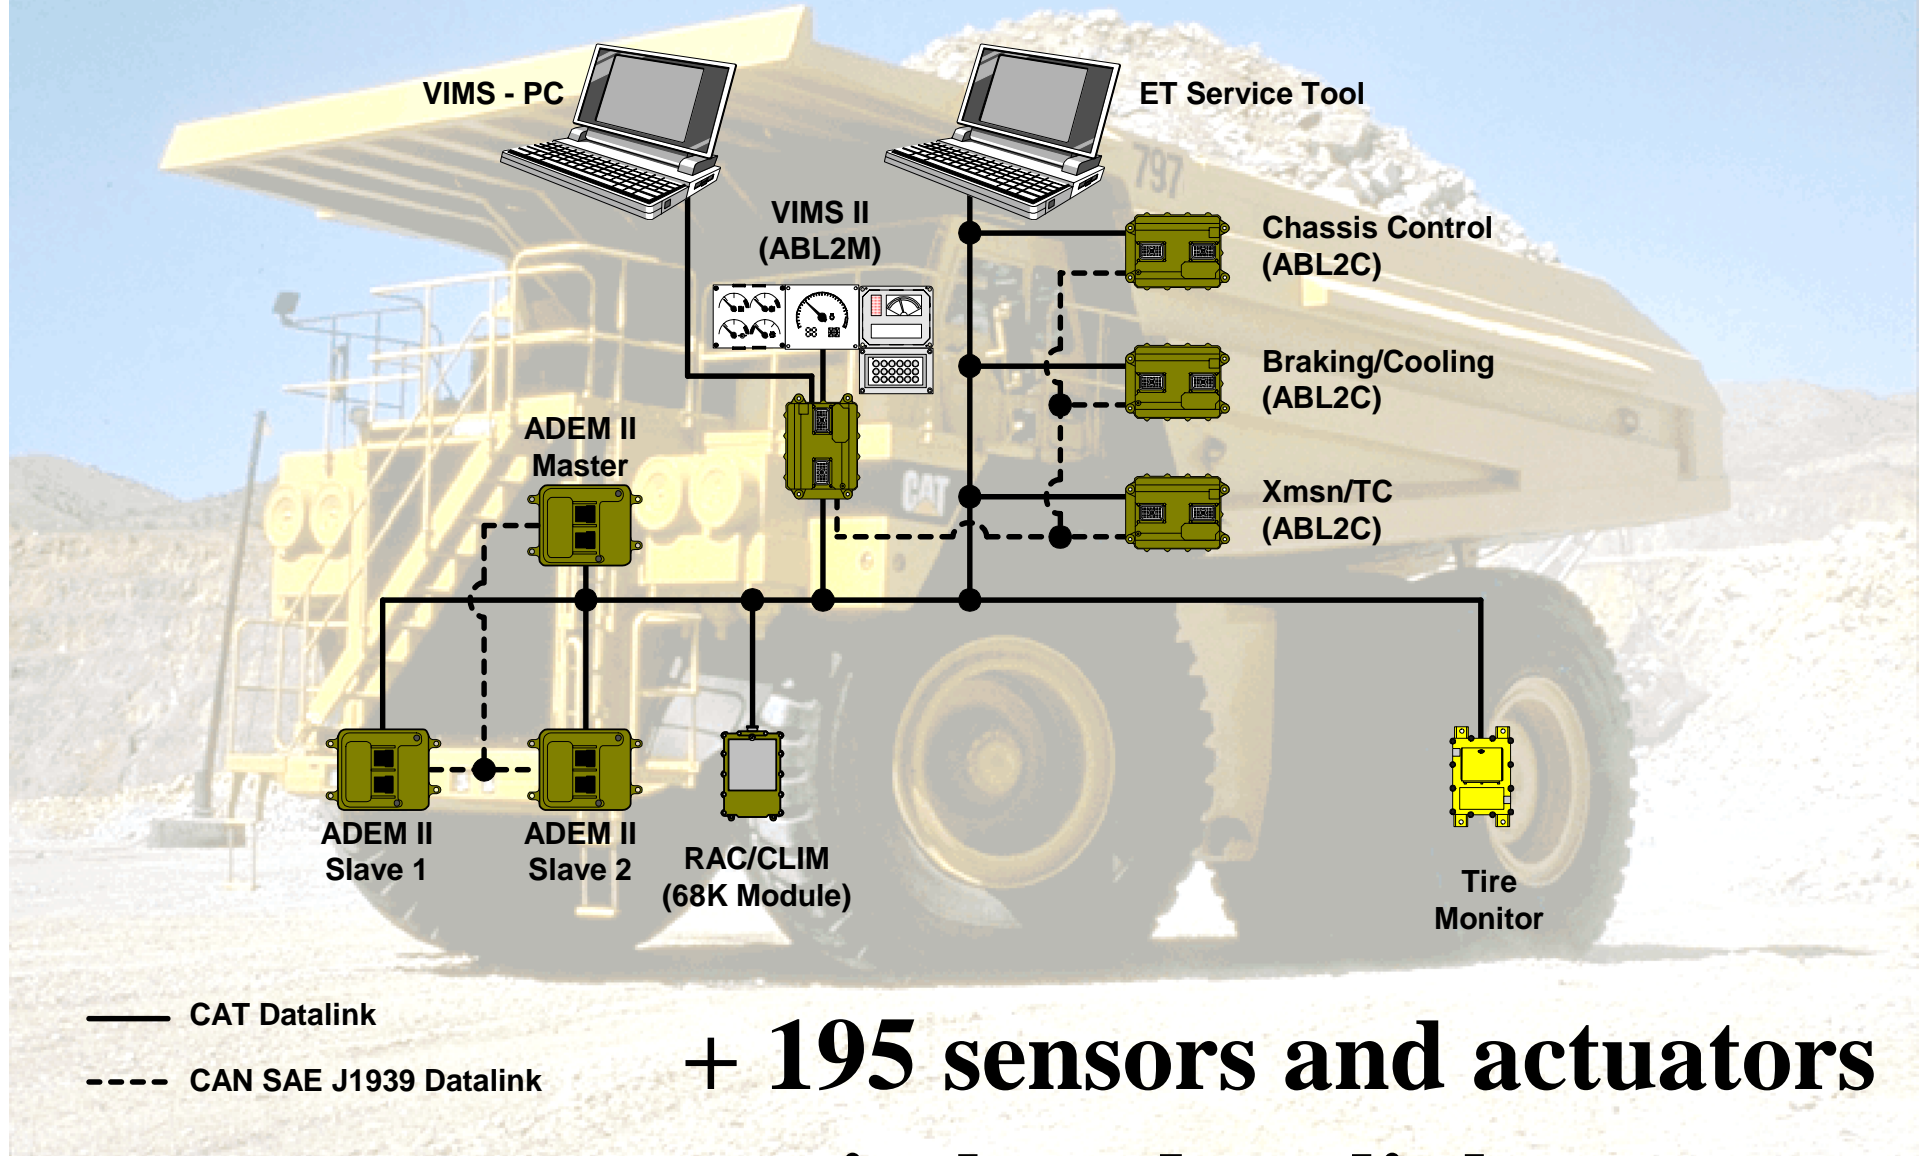 VIMS - PC
ET Service Tool
797
VIMS II
(ABL2M)
Chassis Control
(ABL2C)
Braking/Cooling
(ABL2C)
ADEM II
Master
CAT
Xmsn/TC
(ABL2C)
ADEM II
Slave 1
ADEM II
Slave 2
RAC/CLIM
(68K Module)
Tire
Monitor
CAT Datalink
CAN SAE J1939 Datalink
+ 195 sensors and actuators